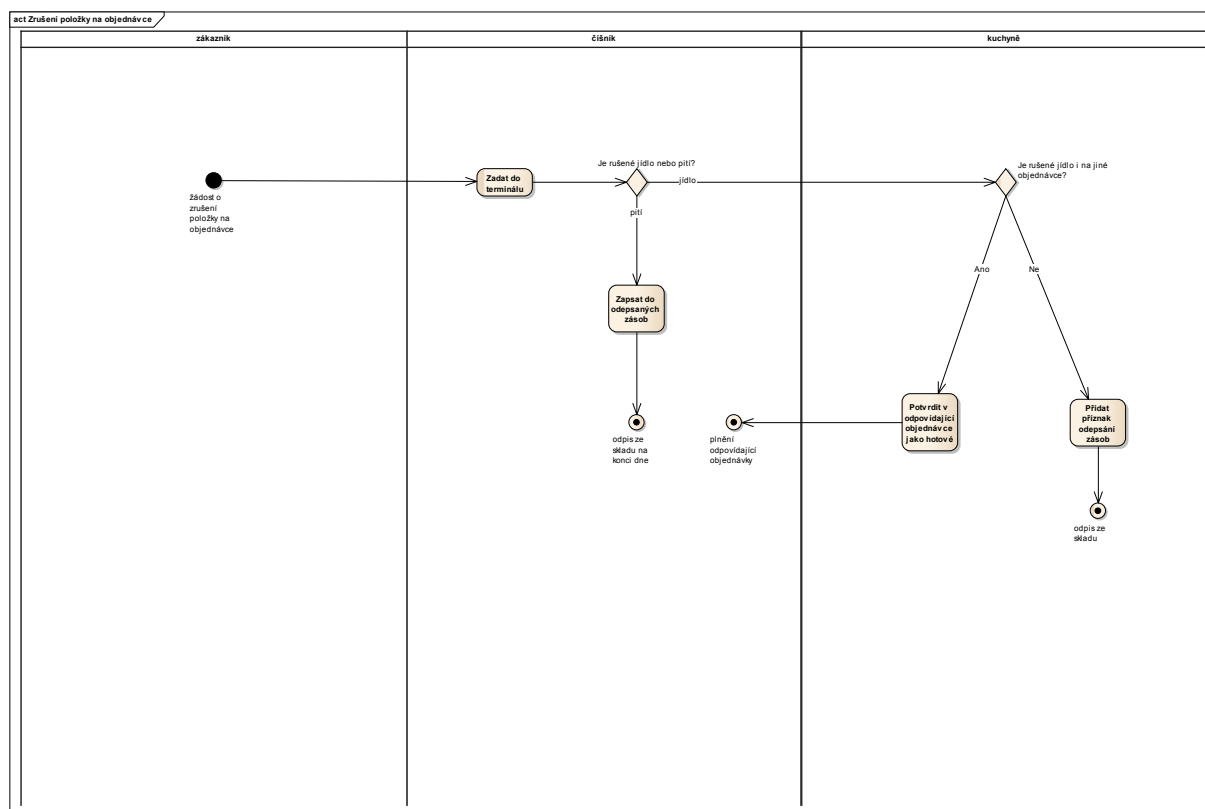 act Zrušení položky na objednávce
zákazník
číšník
kuchyně
žádost o
zrušení
položky na
objednávce
Zadat do
terminálu
Je rušené jídlo nebo pití?
jídlo
pití
Je rušené jídlo i na jiné
objednávce?
Ano
Ne
Zapsat do
odepsaných
zásob
odpis ze
skladu na
konci dne
plnění
odpovídající
objednávky
Potvrdit v
odpovídající
objednávce
jako hotové
Přidat
příznak
odepsání
zásob
odpis ze
skladu